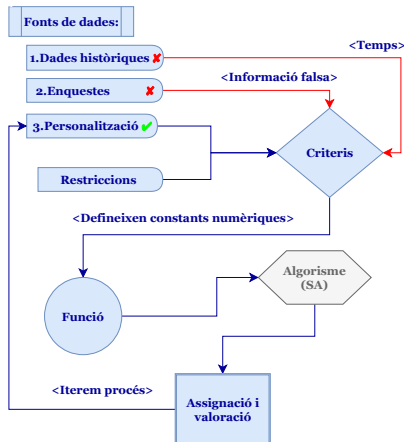 Fonts de dades:
<Temps>
1.Dades històriques ✘
<Informació falsa>
2.Enquestes ✘
3.Personalització ✔
Criteris
Restriccions
<Defineixen constants numèriques>
Algorisme
(SA)
Funció
<Iterem procés>
Assignació i
valoració